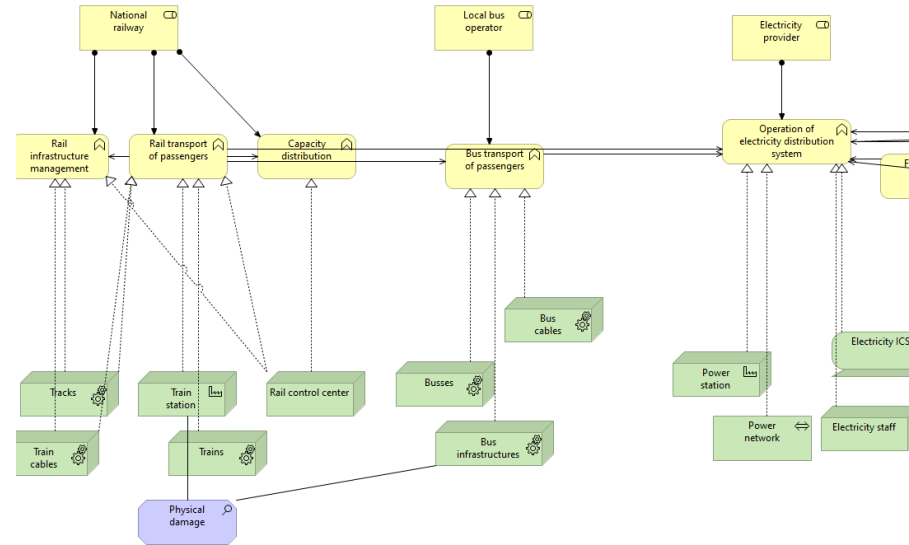 National
railway
Local bus
operator
Electricity
provider
Rail
infrastructure
management
Rail transport
of passengers
Capacity
distribution
Bus transport
of passengers
Operation of
electricity distribution
system
Bus
cables
Electricity ICS
Tracks
Train
station
Rail control center
Busses
Power
station
Train
cables
Trains
Bus
infrastructures
Power
network
Electricity staff
Physical
damage